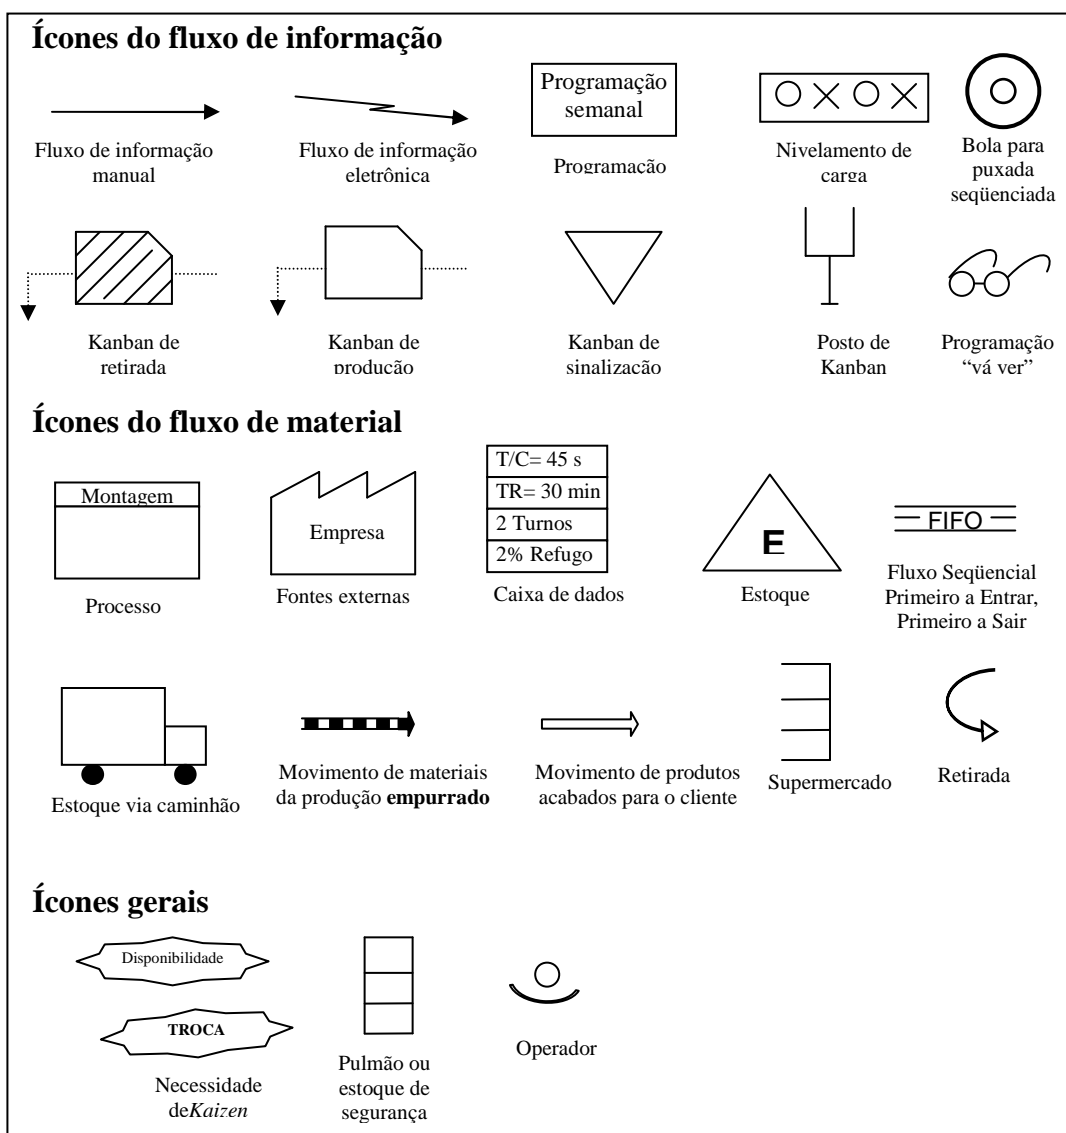 Ícones do fluxo de informação
Programação
semanal
Fluxo de informação
manual
Fluxo de informação
eletrônica
Programação
Nivelamento de
carga
Bola para
puxada
seqüenciada
Kanban de
retirada
Kanban de
produção
Kanban de
sinalização
Posto de
Kanban
Programação
“vá ver”
Ícones do fluxo de material
Montagem
Processo
Empresa
Fontes externas
T/C= 45 s
TR= 30 min
2 Turnos
2% Refugo
Caixa de dados
E
Estoque
FIFO
Fluxo Seqüencial
Primeiro a Entrar,
Primeiro a Sair
Estoque via caminhão
Movimento de materiais
da produção empurrado
Movimento de produtos
acabados para o cliente
Supermercado
Retirada
Ícones gerais
Disponibilidade
TROCA
Necessidade
deKaizen
Pulmão ou
estoque de
segurança
Operador